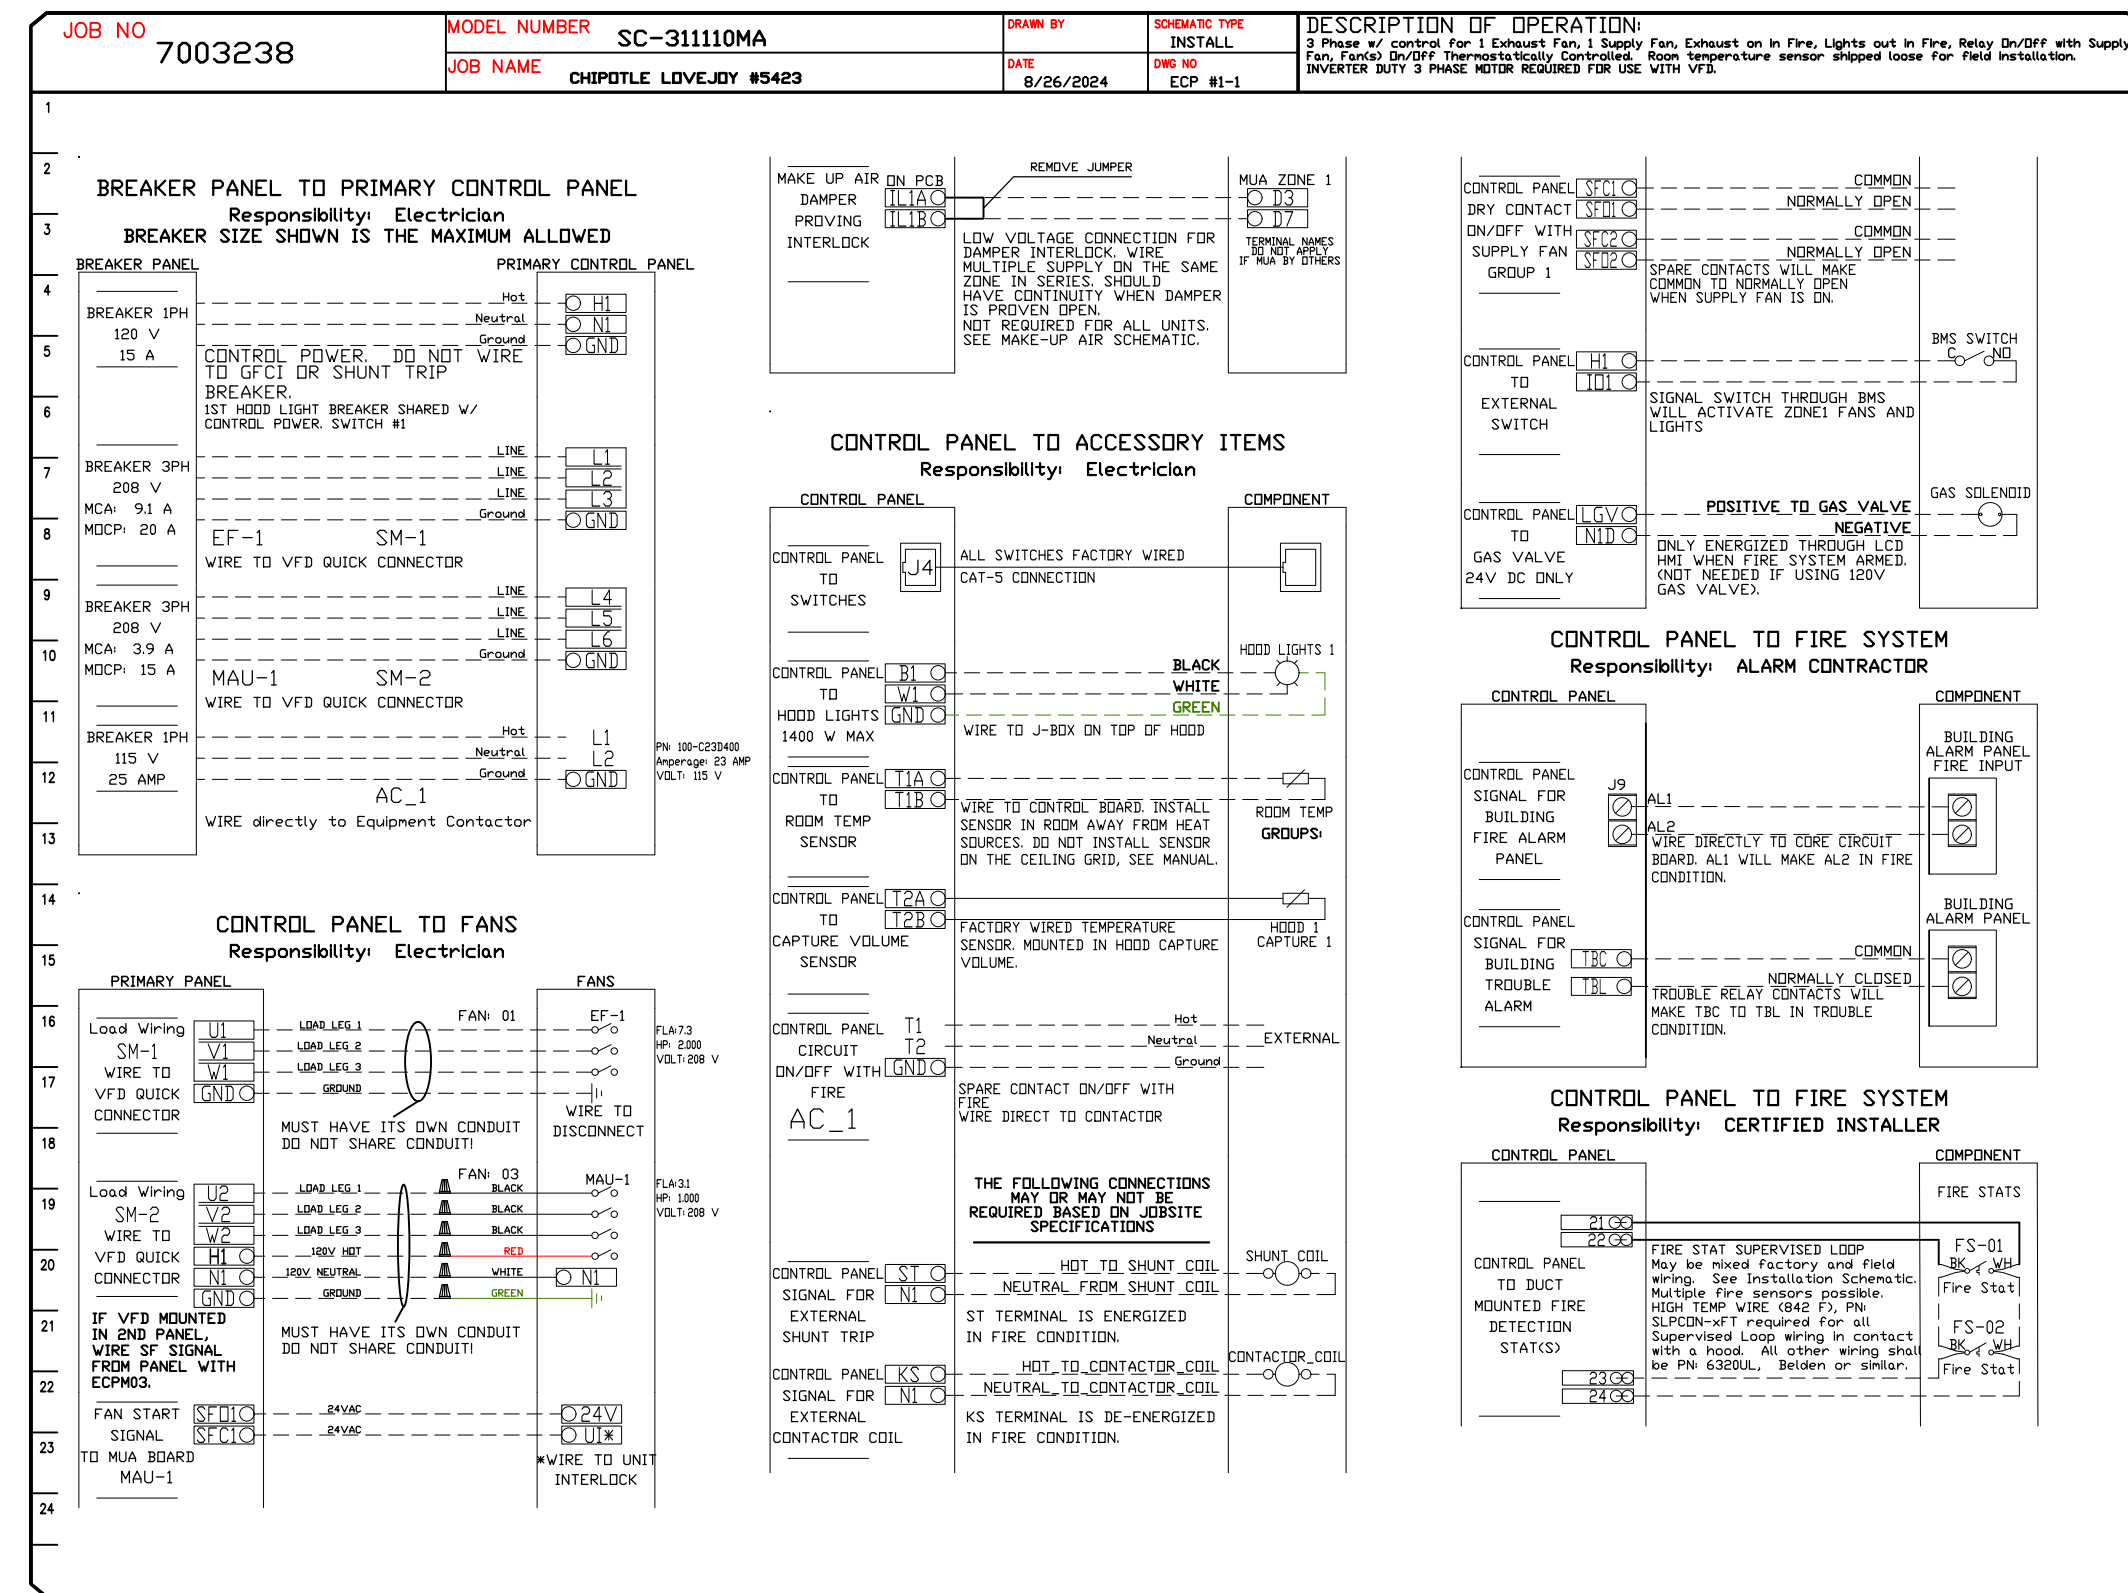 JOB NO
7003238
MODEL NUMBER SC-311110MA
JOB NAME CHIPOTLE LOVEJOY #5423
DRAWN BY
DATE
8/26/2024
SCHEMATIC TYPE
INSTALL
DWG NO
ECP #1-1
DESCRIPTION OF OPERATION:
3 Phase w/ control for 1 Exhaust Fan, 1 Supply Fan, Exhaust on in Fire, Lights out in Fire, Relay On/Off with Supply
Fan, Fan(s) On/Off Thermostatically Controlled. Room temperature sensor shipped loose for field installation.
INVERTER DUTY 3 PHASE MOTOR REQUIRED FOR USE WITH VFD.
1
2
3
4
5
6
7
8
9
10
11
12
13
14
15
16
17
18
19
20
21
22
23
24
BREAKER PANEL TO PRIMARY CONTROL PANEL
Responsibility: Electrician
BREAKER SIZE SHOWN IS THE MAXIMUM ALLOWED
BREAKER PANEL
PRIMARY CONTROL PANEL
BREAKER 1PH
120 V
15 A
Hot H1
Neutral N1
Ground GND
CONTROL POWER. DO NOT WIRE
TO GFCI OR SHUNT TRIP
BREAKER.
1ST HOOD LIGHT BREAKER SHARED W/
CONTROL POWER. SWITCH #1
BREAKER 3PH
208 V
MCA: 9.1 A
MOCP: 20 A
LINE L1
LINE L2
LINE L3
Ground GND
EF-1 SM-1
WIRE TO VFD QUICK CONNECTOR
BREAKER 3PH
208 V
MCA: 3.9 A
MOCP: 15 A
LINE L4
LINE L5
LINE L6
Ground GND
MAU-1 SM-2
WIRE TO VFD QUICK CONNECTOR
BREAKER 1PH
115 V
25 AMP
Hot L1
Neutral L2
Ground GND
PN: 100-C23D400
Amperage: 23 AMP
VOLT: 115 V
AC_1
WIRE directly to Equipment Contactor
CONTROL PANEL TO FANS
Responsibility: Electrician
PRIMARY PANEL
FANS
Load Wiring
SM-1
WIRE TO
VFD QUICK
CONNECTOR
U1 LOAD LEG 1
V1 LOAD LEG 2
W1 LOAD LEG 3
GND GROUND
FAN: 01
EF-1
FLA:7.3
HP: 2.000
VOLT: 208 V
WIRE TO
DISCONNECT
MUST HAVE ITS OWN CONDUIT
DO NOT SHARE CONDUIT!
Load Wiring
SM-2
WIRE TO
VFD QUICK
CONNECTOR
FAN: 03
MAU-1
U2 LOAD LEG 1 BLACK
V2 LOAD LEG 2 BLACK
W2 LOAD LEG 3 BLACK
H1 120V HOT RED
N1 120V NEUTRAL WHITE N1
GND GROUND GREEN
FLA:3.1
HP: 1.000
VOLT: 208 V
IF VFD MOUNTED
IN 2ND PANEL,
WIRE SF SIGNAL
FROM PANEL WITH
ECPM03.
MUST HAVE ITS OWN CONDUIT
DO NOT SHARE CONDUIT!
FAN START
SIGNAL
TO MUA BOARD
MAU-1
SFO1 24VAC 24V
SFC1 24VAC UI*
*WIRE TO UNIT
INTERLOCK
MAKE UP AIR
DAMPER
PROVING
INTERLOCK
ON PCB
IL1A
IL1B
REMOVE JUMPER
MUA ZONE 1
D3
D7
TERMINAL NAMES
DO NOT APPLY
IF MUA BY OTHERS
LOW VOLTAGE CONNECTION FOR
DAMPER INTERLOCK. WIRE
MULTIPLE SUPPLY ON THE SAME
ZONE IN SERIES. SHOULD
HAVE CONTINUITY WHEN DAMPER
IS PROVEN OPEN.
NOT REQUIRED FOR ALL UNITS.
SEE MAKE-UP AIR SCHEMATIC.
CONTROL PANEL TO ACCESSORY ITEMS
Responsibility: Electrician
CONTROL PANEL
COMPONENT
CONTROL PANEL
TO
SWITCHES
J4
ALL SWITCHES FACTORY WIRED
CAT-5 CONNECTION
CONTROL PANEL
TO
HOOD LIGHTS
1400 W MAX
B1 BLACK
W1 WHITE
GND GREEN
HOOD LIGHTS 1
WIRE TO J-BOX ON TOP OF HOOD
CONTROL PANEL
TO
ROOM TEMP
SENSOR
T1A
T1B
WIRE TO CONTROL BOARD. INSTALL
SENSOR IN ROOM AWAY FROM HEAT
SOURCES. DO NOT INSTALL SENSOR
ON THE CEILING GRID, SEE MANUAL.
ROOM TEMP
GROUPS:
CONTROL PANEL
TO
CAPTURE VOLUME
SENSOR
T2A
T2B
FACTORY WIRED TEMPERATURE
SENSOR. MOUNTED IN HOOD CAPTURE
VOLUME.
HOOD 1
CAPTURE 1
CONTROL PANEL
CIRCUIT
ON/OFF WITH
FIRE
AC_1
T1 Hot
T2 Neutral
GND Ground
EXTERNAL
SPARE CONTACT ON/OFF WITH
FIRE
WIRE DIRECT TO CONTACTOR
THE FOLLOWING CONNECTIONS
MAY OR MAY NOT BE
REQUIRED BASED ON JOBSITE
SPECIFICATIONS
CONTROL PANEL
SIGNAL FOR
EXTERNAL
SHUNT TRIP
ST HOT TO SHUNT COIL
N1 NEUTRAL FROM SHUNT COIL
SHUNT COIL
ST TERMINAL IS ENERGIZED
IN FIRE CONDITION.
CONTROL PANEL
SIGNAL FOR
EXTERNAL
CONTACTOR COIL
KS HOT TO CONTACTOR COIL
N1 NEUTRAL TO CONTACTOR COIL
CONTACTOR COIL
KS TERMINAL IS DE-ENERGIZED
IN FIRE CONDITION.
CONTROL PANEL
DRY CONTACT
ON/OFF WITH
SUPPLY FAN
GROUP 1
SFC1 COMMON
SFO1 NORMALLY OPEN
SFC2 COMMON
SFO2 NORMALLY OPEN
SPARE CONTACTS WILL MAKE
COMMON TO NORMALLY OPEN
WHEN SUPPLY FAN IS ON.
CONTROL PANEL
TO
EXTERNAL
SWITCH
H1
IO1
BMS SWITCH
C NO
SIGNAL SWITCH THROUGH BMS
WILL ACTIVATE ZONE1 FANS AND
LIGHTS
CONTROL PANEL
TO
GAS VALVE
24V DC ONLY
LGV POSITIVE TO GAS VALVE
N1D NEGATIVE
GAS SOLENOID
ONLY ENERGIZED THROUGH LCD
HMI WHEN FIRE SYSTEM ARMED.
(NOT NEEDED IF USING 120V
GAS VALVE).
CONTROL PANEL TO FIRE SYSTEM
Responsibility: ALARM CONTRACTOR
CONTROL PANEL
COMPONENT
CONTROL PANEL
SIGNAL FOR
BUILDING
FIRE ALARM
PANEL
J9
AL1
AL2
WIRE DIRECTLY TO CORE CIRCUIT
BOARD. AL1 WILL MAKE AL2 IN FIRE
CONDITION.
BUILDING
ALARM PANEL
FIRE INPUT
CONTROL PANEL
SIGNAL FOR
BUILDING
TROUBLE
ALARM
TBC COMMON
TBL NORMALLY CLOSED
TROUBLE RELAY CONTACTS WILL
MAKE TBC TO TBL IN TROUBLE
CONDITION.
BUILDING
ALARM PANEL
CONTROL PANEL TO FIRE SYSTEM
Responsibility: CERTIFIED INSTALLER
CONTROL PANEL
COMPONENT
FIRE STATS
CONTROL PANEL
TO DUCT
MOUNTED FIRE
DETECTION
STAT(S)
21
22
23
24
FIRE STAT SUPERVISED LOOP
May be mixed factory and field
wiring. See Installation Schematic.
Multiple fire sensors possible.
HIGH TEMP WIRE (842 F), PN:
SLPCON-xFT required for all
Supervised Loop wiring in contact
with a hood. All other wiring shall
be PN: 6320UL, Belden or similar.
FS-01
BK WH
Fire Stat
FS-02
BK WH
Fire Stat